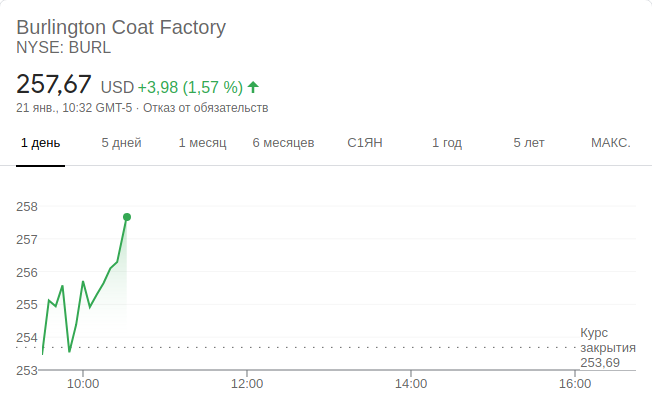 Burlington Coat Factory
NYSE: BURL
257,67 USD +3,98 (1,57 %)
21 янв., 10:32 GMT-5 · Отказ от обязательств
1 день 5 дней 1 месяц 6 месяцев С1ЯН 1 год 5 лет МАКС.
258
257
256
255
254
253
Курс
закрытия
253,69
10:00 12:00 14:00 16:00